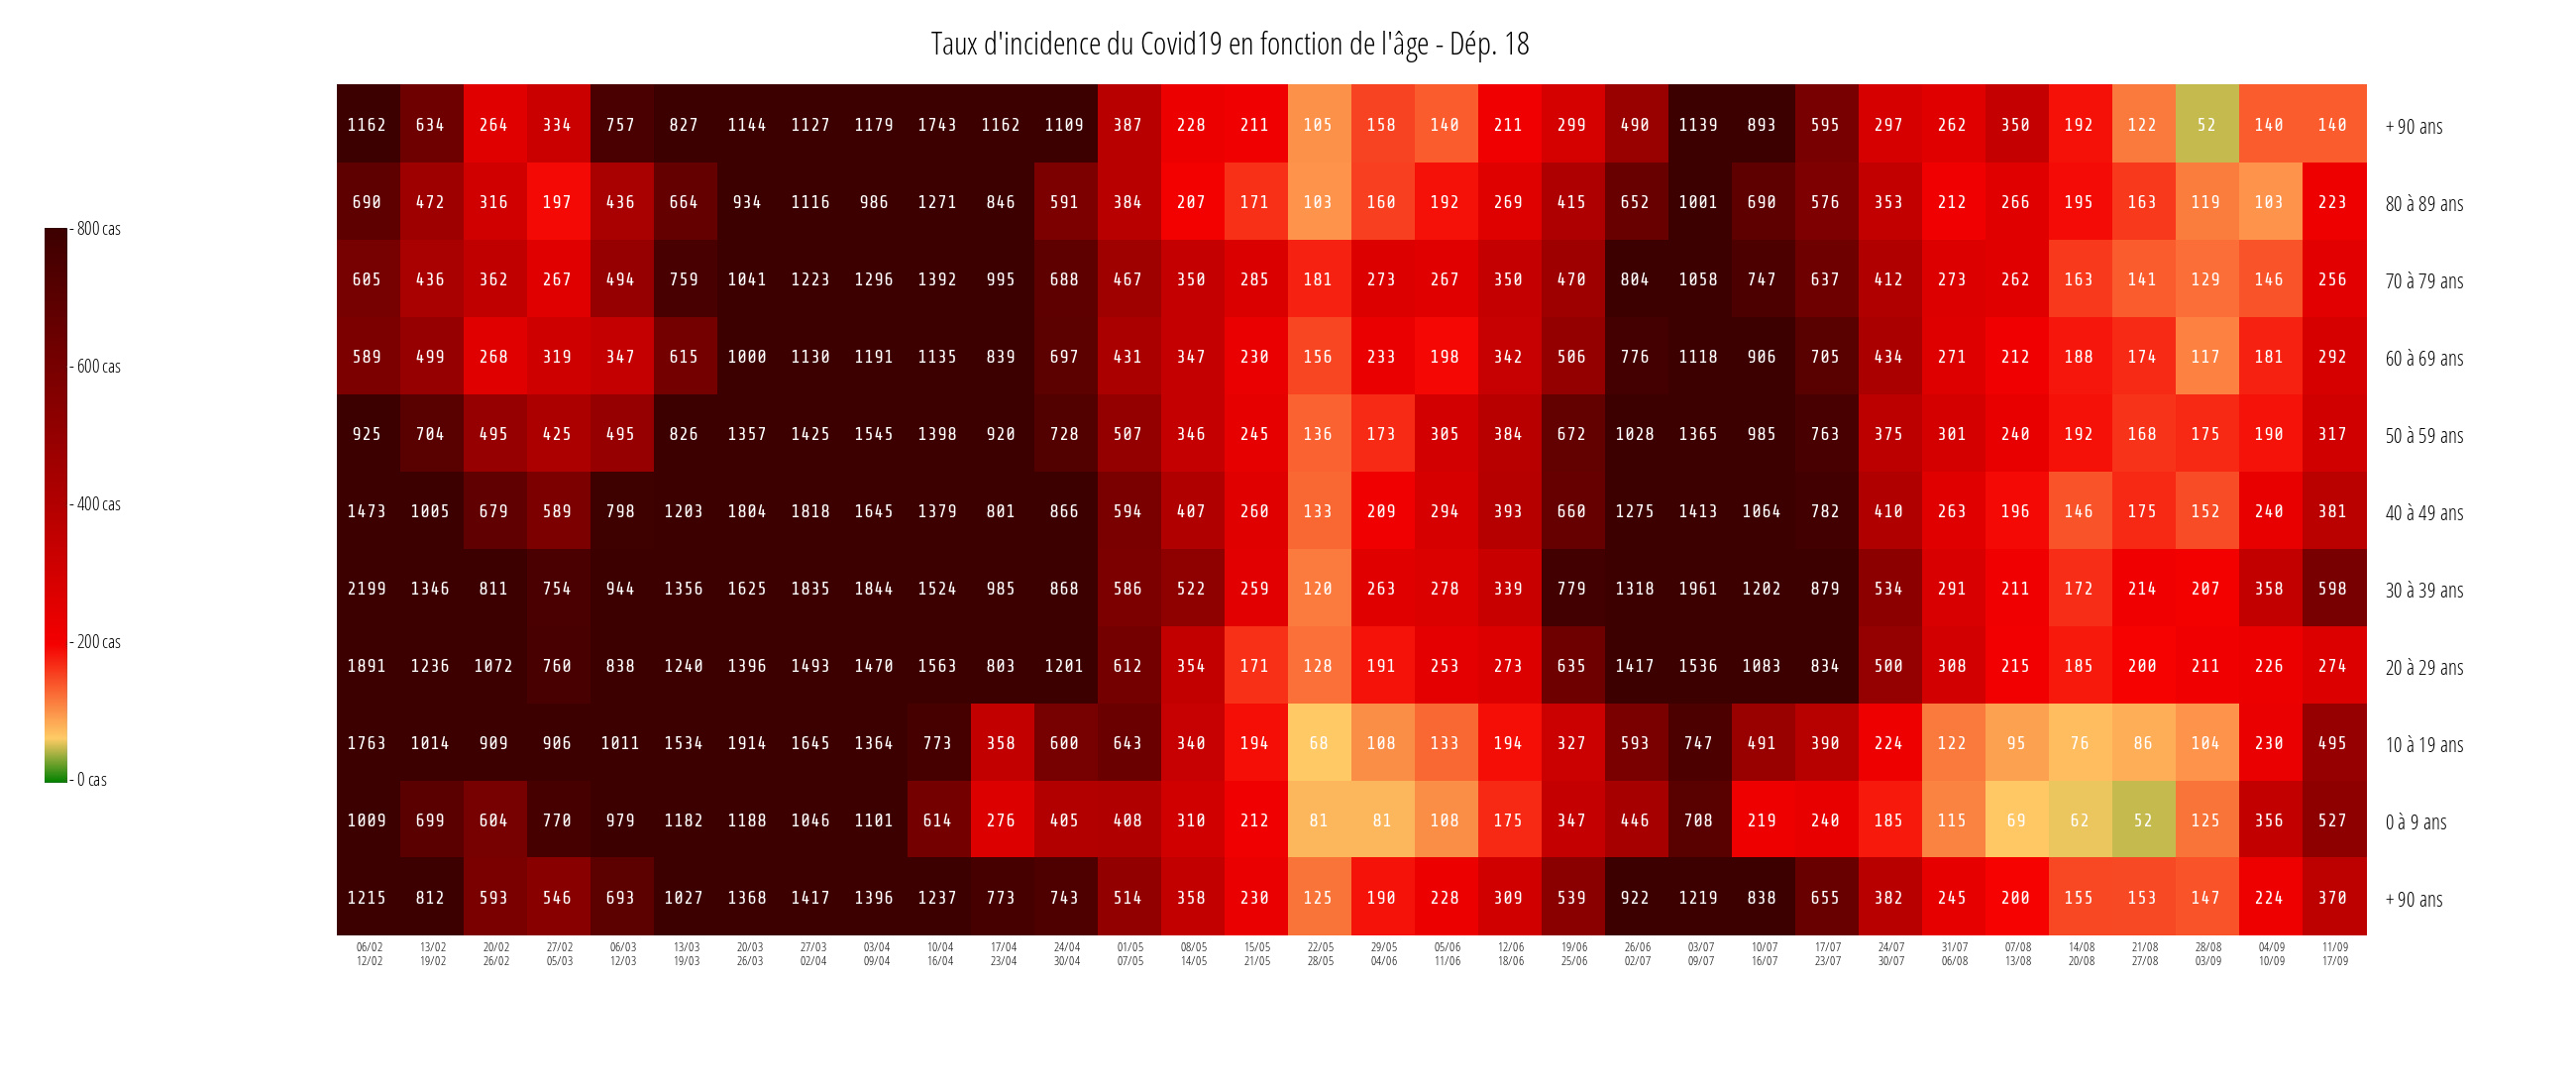 Taux d'incidence du Covid19 en fonction de l'âge - Dép. 18
1162 634 264 334 757 827 1144 1127 1179 1743 1162 1109 387 228 211 105 158 140 211 299 490 1139 893 595 297 262 350 192 122 52 140 140 + 90 ans
690 472 316 197 436 664 934 1116 986 1271 846 591 384 207 171 103 160 192 269 415 652 1001 690 576 353 212 266 195 163 119 103 223 80 à 89 ans
- 800 cas
605 436 362 267 494 759 1041 1223 1296 1392 995 688 467 350 285 181 273 267 350 470 804 1058 747 637 412 273 262 163 141 129 146 256 70 à 79 ans
589 499 268 319 347 615 1000 1130 1191 1135 839 697 431 347 230 156 233 198 342 506 776 1118 906 705 434 271 212 188 174 117 181 292 60 à 69 ans
- 600 cas
925 704 495 425 495 826 1357 1425 1545 1398 920 728 507 346 245 136 173 305 384 672 1028 1365 985 763 375 301 240 192 168 175 190 317 50 à 59 ans
- 400 cas
1473 1005 679 589 798 1203 1804 1818 1645 1379 801 866 594 407 260 133 209 294 393 660 1275 1413 1064 782 410 263 196 146 175 152 240 381 40 à 49 ans
2199 1346 811 754 944 1356 1625 1835 1844 1524 985 868 586 522 259 120 263 278 339 779 1318 1961 1202 879 534 291 211 172 214 207 358 598 30 à 39 ans
- 200 cas
1891 1236 1072 760 838 1240 1396 1493 1470 1563 803 1201 612 354 171 128 191 253 273 635 1417 1536 1083 834 500 308 215 185 200 211 226 274 20 à 29 ans
1763 1014 909 906 1011 1534 1914 1645 1364 773 358 600 643 340 194 68 108 133 194 327 593 747 491 390 224 122 95 76 86 104 230 495 10 à 19 ans
- 0 cas
1009 699 604 770 979 1182 1188 1046 1101 614 276 405 408 310 212 81 81 108 175 347 446 708 219 240 185 115 69 62 52 125 356 527 0 à 9 ans
1215 812 593 546 693 1027 1368 1417 1396 1237 773 743 514 358 230 125 190 228 309 539 922 1219 838 655 382 245 200 155 153 147 224 370 + 90 ans
06/02 13/02 20/02 27/02 06/03 13/03 20/03 27/03 03/04 10/04 17/04 24/04 01/05 08/05 15/05 22/05 29/05 05/06 12/06 19/06 26/06 03/07 10/07 17/07 24/07 31/07 07/08 14/08 21/08 28/08 04/09 11/09
12/02 19/02 26/02 05/03 12/03 19/03 26/03 02/04 09/04 16/04 23/04 30/04 07/05 14/05 21/05 28/05 04/06 11/06 18/06 25/06 02/07 09/07 16/07 23/07 30/07 06/08 13/08 20/08 27/08 03/09 10/09 17/09